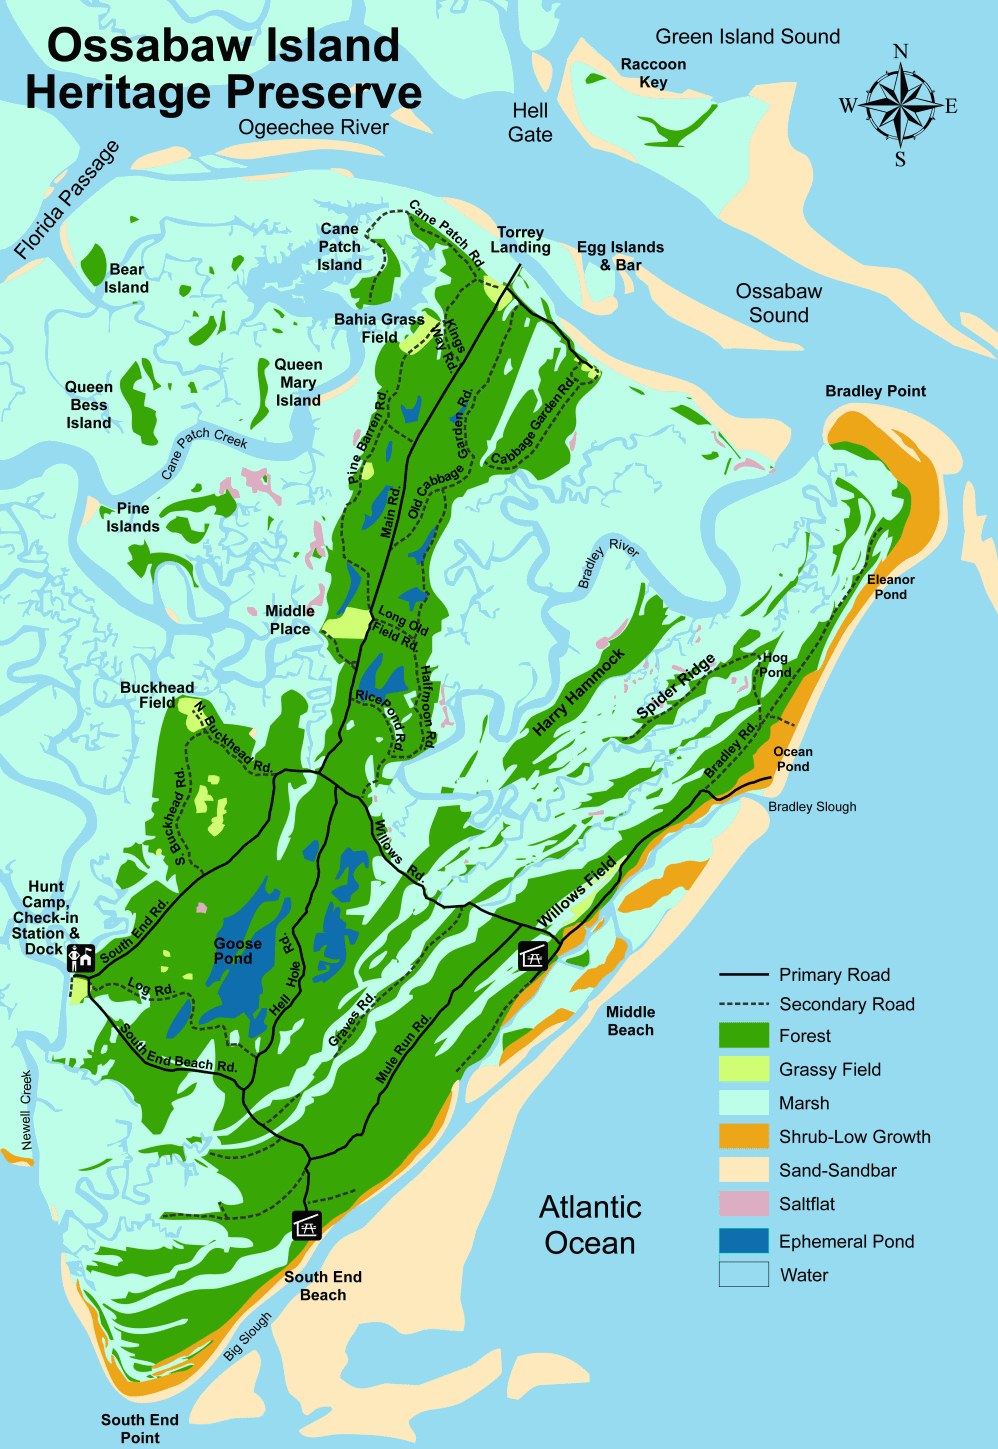 Ossabaw Island
Heritage Preserve
Ogeechee River
Green Island Sound
Raccoon
Key
Hell
Gate
N
W
E
S
Florida Passage
Cane Patch Rd.
Cane
Patch
Island
Torrey
Landing
Egg Islands
& Bar
Ossabaw
Sound
Bear
Island
Bahia Grass
Field
Kings
Way Rd.
Queen
Mary
Island
Queen
Bess
Island
Bradley Point
Cane Patch Creek
Pine Barren Rd.
Old Cabbage Garden Rd.
Cabbage Garden Rd.
Main Rd.
Pine
Islands
Bradley River
Eleanor
Pond
Middle
Place
Long Old
Field Rd.
Halfmoon Rd.
Harry Hammock
Spider Ridge
Hog
Pond
Buckhead
Field
N. Buckhead Rd.
Rice Pond Rd.
Bradley Rd.
Ocean
Pond
Bradley Slough
S. Buckhead Rd.
Willows Rd.
Willows Field
Hunt
Camp,
Check-in
Station &
Dock
South End Rd.
Goose
Pond
Hell Hole Rd.
Log Rd.
Graves Rd.
Mule Run Rd.
South End Beach Rd.
Middle
Beach
Newell Creek
Primary Road
Secondary Road
Forest
Grassy Field
Marsh
Shrub-Low Growth
Sand-Sandbar
Saltflat
Ephemeral Pond
Water
Atlantic
Ocean
South End
Beach
Big Slough
South End
Point